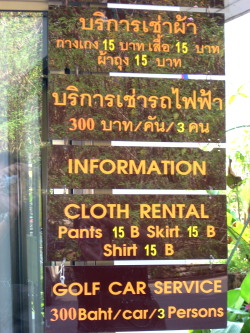 บริการเช่าผ้า
กางเกง 15 บาท เสื้อ 15 บาท
ผ้าถุง 15 บาท
บริการเช่ารถไฟฟ้า
300 บาท/คัน/3 คน
INFORMATION
CLOTH RENTAL
Pants 15 B Skirt 15 B
Shirt 15 B
GOLF CAR SERVICE
300Baht/car/3 Persons